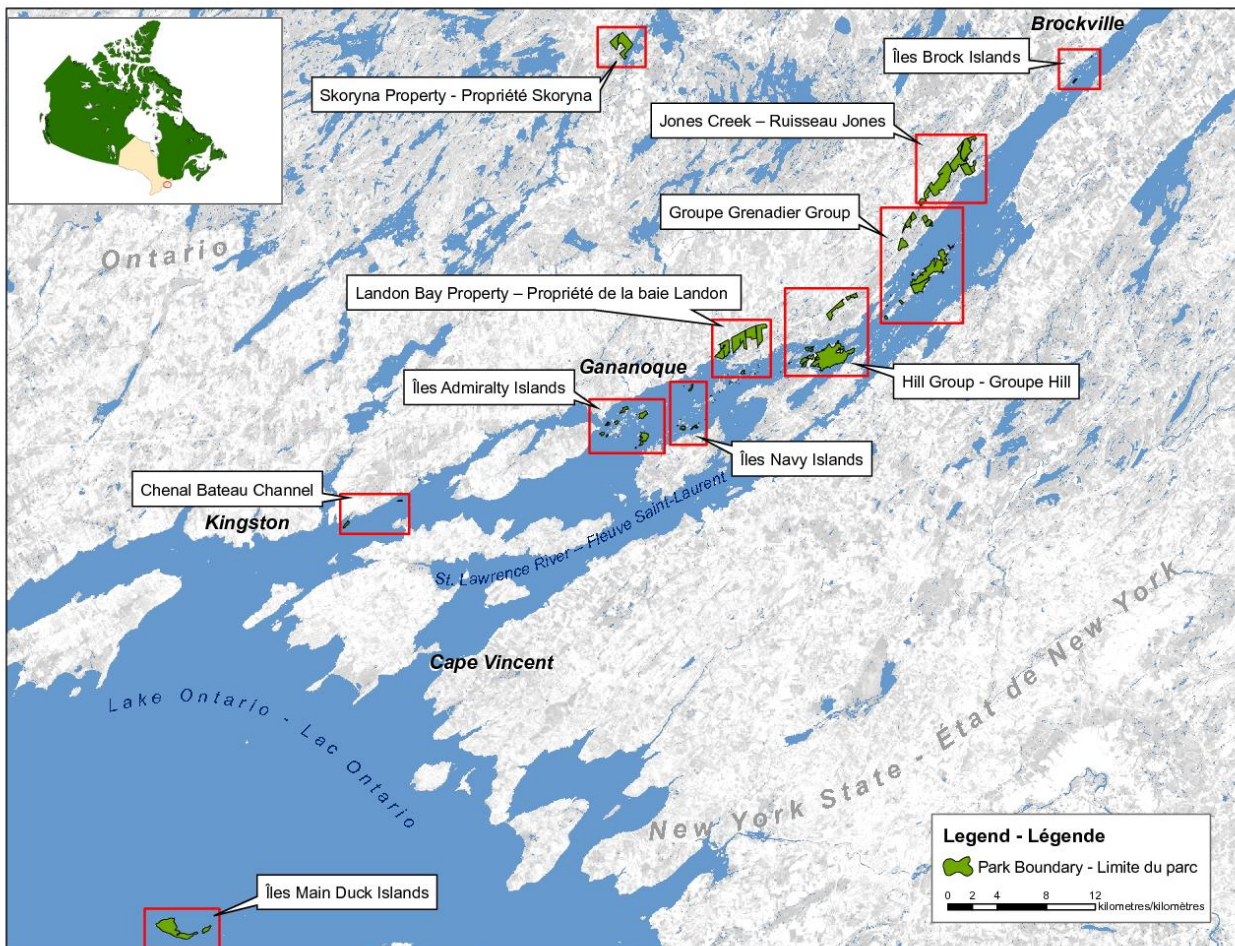 Brockville
Îles Brock Islands
Skoryna Property - Propriété Skoryna
Jones Creek – Ruisseau Jones
Groupe Grenadier Group
Ontario
Landon Bay Property – Propriété de la baie Landon
Gananoque
Îles Admiralty Islands
Hill Group - Groupe Hill
Îles Navy Islands
Chenal Bateau Channel
Kingston
St. Lawrence River – Fleuve Saint-Laurent
Cape Vincent
Lake Ontario - Lac Ontario
New York State - État de New York
Legend - Légende
Park Boundary - Limite du parc
0 2 4 8 12
kilometres/kilomètres
Îles Main Duck Islands